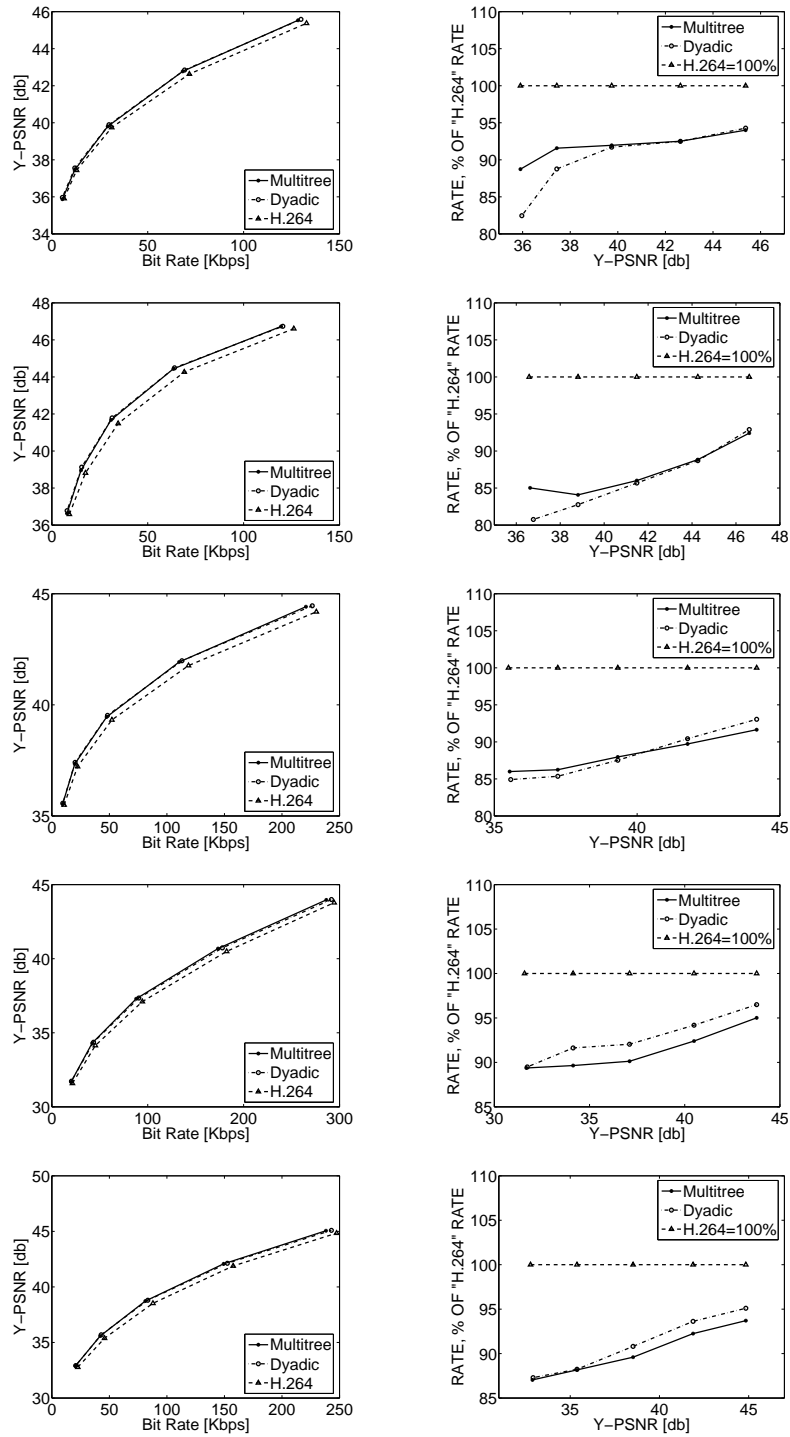 46
44
42
40
38
36
34
0
50
100
150
Y−PSNR [db]
Bit Rate [Kbps]
Multitree
Dyadic
H.264
110
105
100
95
90
85
80
36
38
40
42
44
46
RATE, % OF "H.264" RATE
Y−PSNR [db]
Multitree
Dyadic
H.264=100%
48
46
44
42
40
38
36
0
50
100
150
Y−PSNR [db]
Bit Rate [Kbps]
Multitree
Dyadic
H.264
110
105
100
95
90
85
80
36
38
40
42
44
46
48
RATE, % OF "H.264" RATE
Y−PSNR [db]
Multitree
Dyadic
H.264=100%
45
40
35
0
50
100
150
200
250
Y−PSNR [db]
Bit Rate [Kbps]
Multitree
Dyadic
H.264
110
105
100
95
90
85
80
35
40
45
RATE, % OF "H.264" RATE
Y−PSNR [db]
Multitree
Dyadic
H.264=100%
45
40
35
30
0
100
200
300
Y−PSNR [db]
Bit Rate [Kbps]
Multitree
Dyadic
H.264
110
105
100
95
90
85
30
35
40
45
RATE, % OF "H.264" RATE
Y−PSNR [db]
Multitree
Dyadic
H.264=100%
50
45
40
35
30
0
50
100
150
200
250
Y−PSNR [db]
Bit Rate [Kbps]
Multitree
Dyadic
H.264
110
105
100
95
90
85
35
40
45
RATE, % OF "H.264" RATE
Y−PSNR [db]
Multitree
Dyadic
H.264=100%